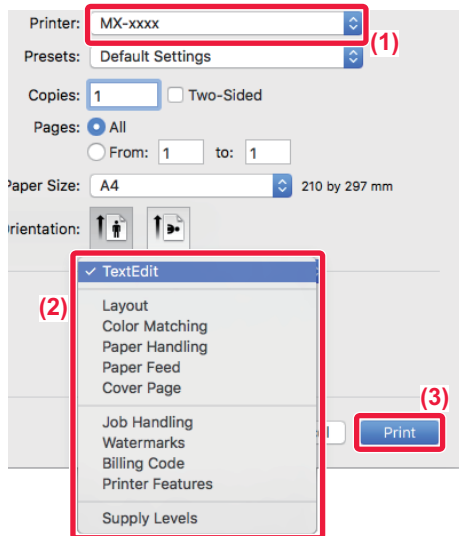 Printer: MX-xxxx
(1)
Presets: Default Settings
Copies: 1 Two-Sided
Pages: All
From: 1 to: 1
Paper Size: A4 210 by 297 mm
rientation:
TextEdit
(2)
Layout
Color Matching
Paper Handling
Paper Feed
Cover Page
(3)
Job Handling
Watermarks
Billing Code
Printer Features
Print
Supply Levels